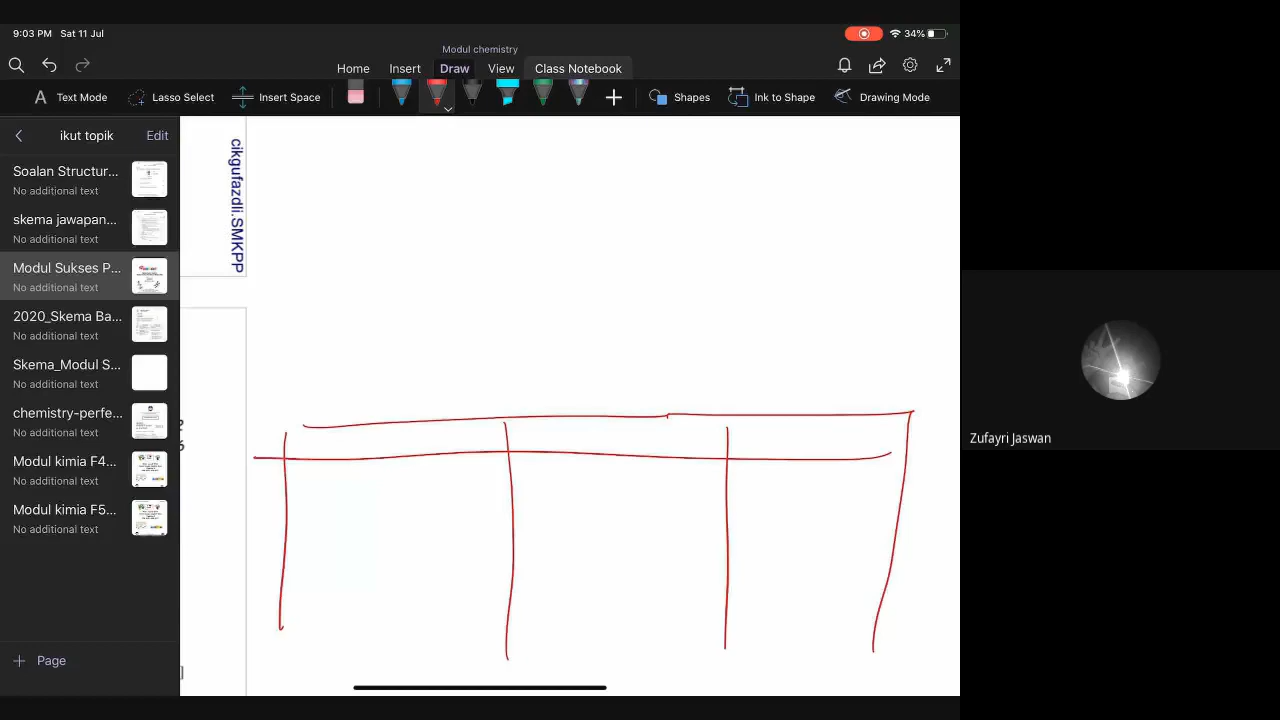 9:03 PM Sat 11 Jul
34%
Modul chemistry
Home Insert Draw View Class Notebook
Text Mode Lasso Select Insert Space Shapes Ink to Shape Drawing Mode
ikut topik Edit
Soalan Structur...
No additional text
skema jawapan...
No additional text
Modul Sukses P...
No additional text
2020_Skema Ba...
No additional text
Skema_Modul S...
No additional text
chemistry-perfe...
No additional text
Modul kimia F4...
No additional text
Modul kimia F5...
No additional text
Page
cikgufazdli.SMKPP
Zufayri Jaswan